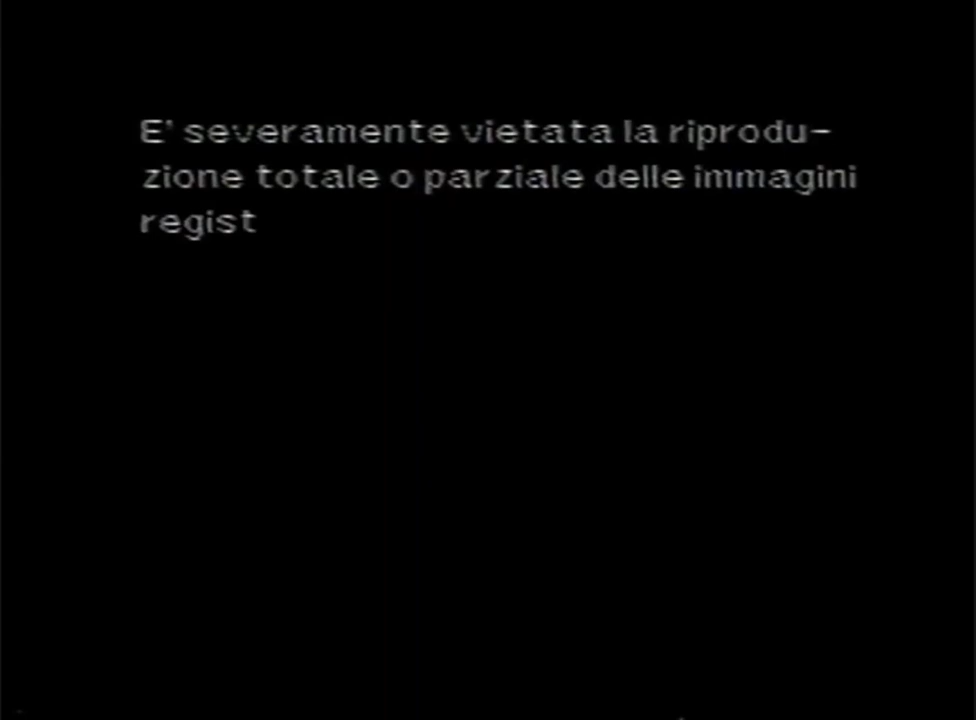 E' severamente vietata la riprodu-
zione totale o parziale delle immagini
regist